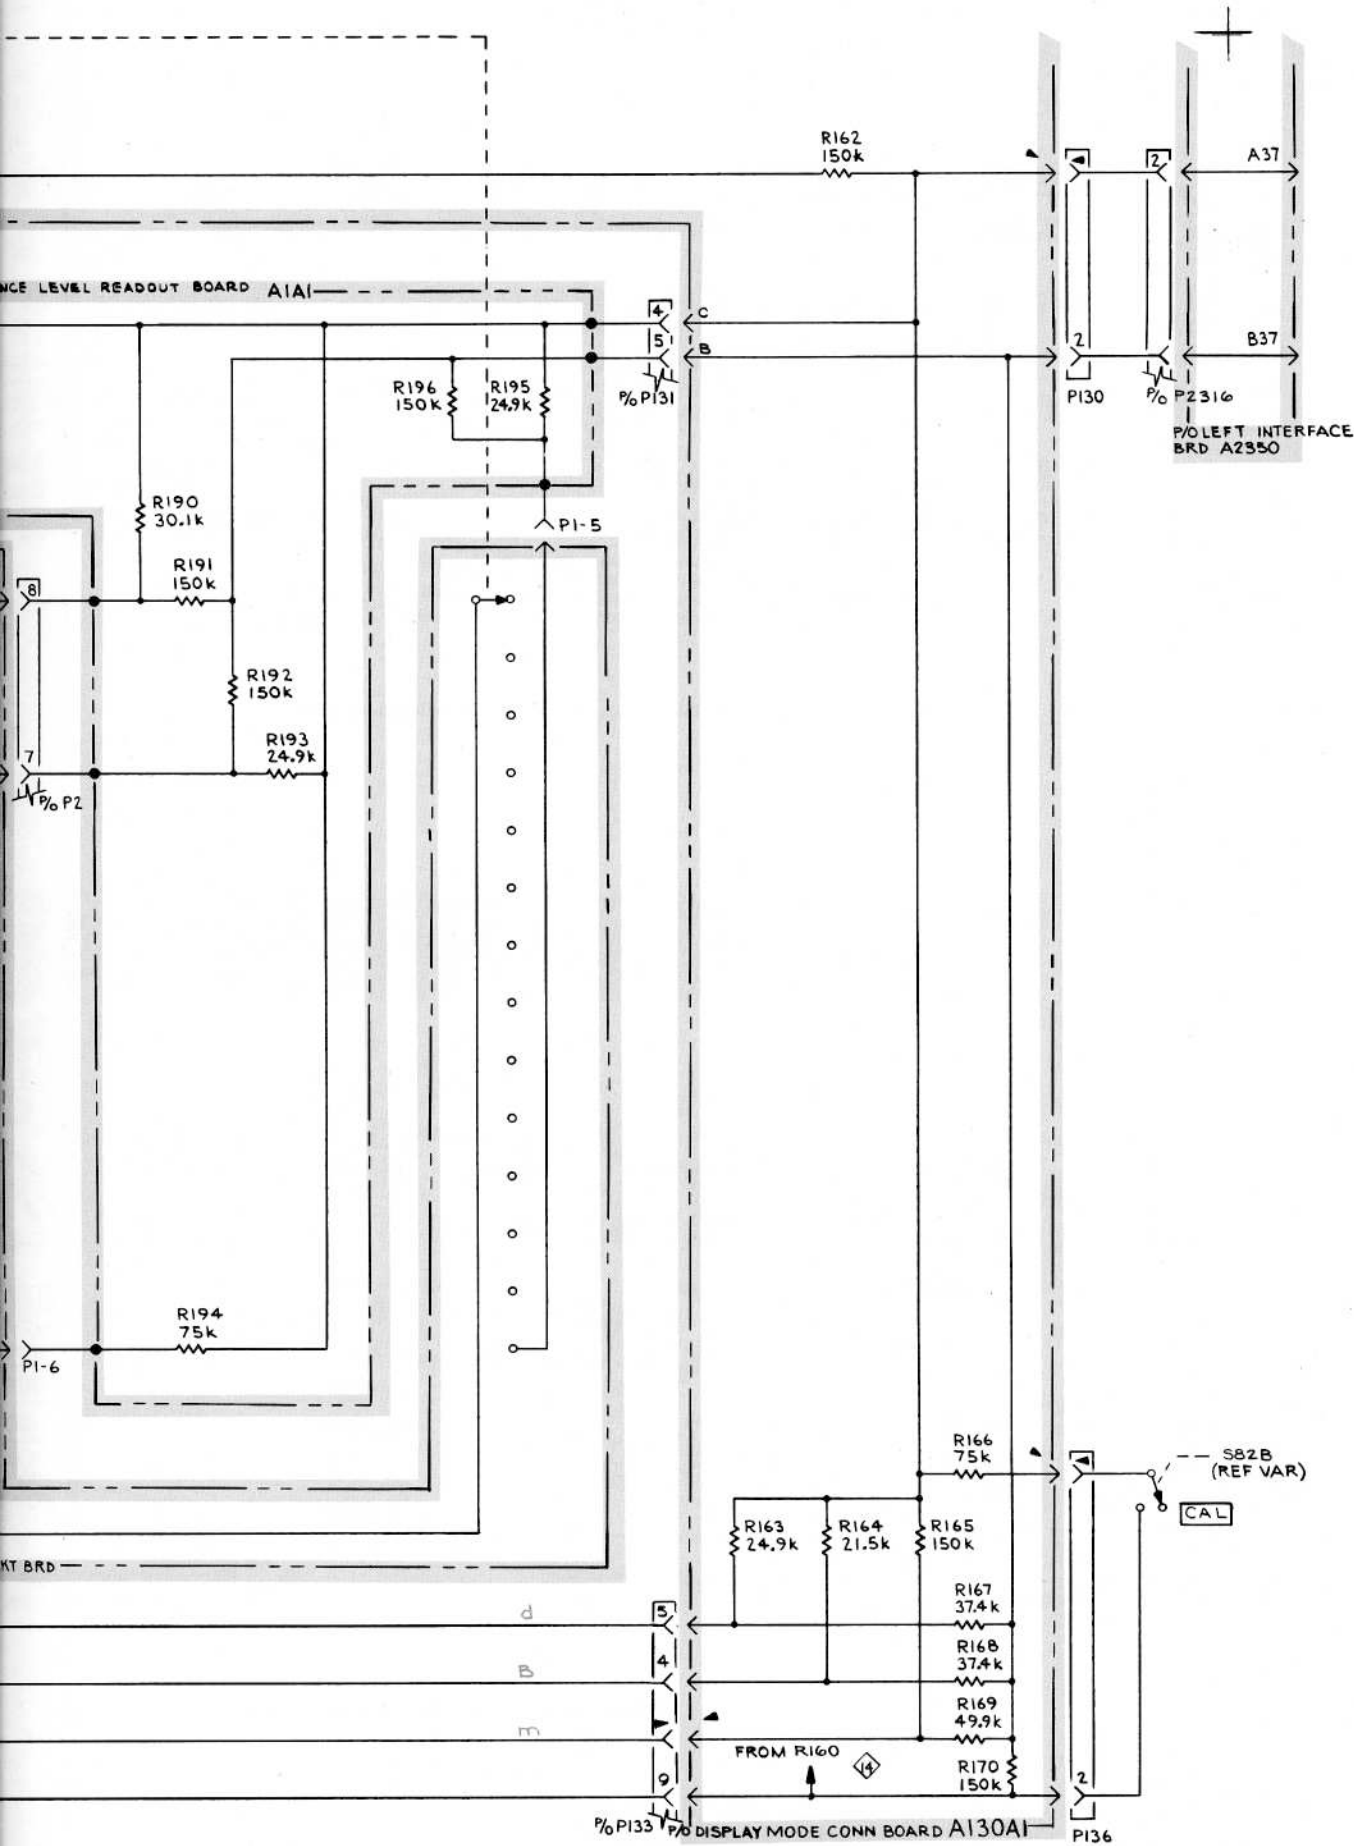 R162
150k
2
A37
NCE LEVEL READOUT BOARD A1A1
4
C
5
B
2
B37
R196
150k
R195
24.9k
P/O P131
P130
P/O P2316
P/O LEFT INTERFACE
BRD A2350
R190
30.1k
P1-5
R191
150k
8
R192
150k
R193
24.9k
7
P/O P2
R194
75k
P1-6
R166
75k
S82B
(REF VAR)
CAL
R163
24.9k
R164
21.5k
R165
150k
KT BRD
R167
37.4k
d
5
R168
37.4k
B
4
R169
49.9k
m
FROM R160
14
R170
150k
9
2
P/O P133
P/O DISPLAY MODE CONN BOARD A130A1
P136